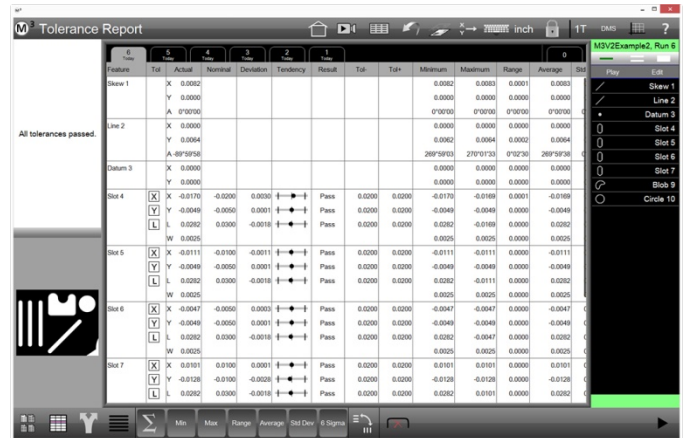 M³
M³ Tolerance Report inch 1T DMS ?
6 Today 5 Today 4 Today 3 Today 2 Today 1 Today 0
Feature Tol Actual Nominal Deviation Tendency Result Tol- Tol+ Minimum Maximum Range Average Std
Skew 1 X 0.0082 0.0082 0.0083 0.0001 0.0083
Y 0.0000 0.0000 0.0000 0.0000 0.0000
A 0°00'00 0°00'00 0°00'00 0°00'00 0°00'00
Line 2 X 0.0000 0.0000 0.0000 0.0000 0.0000
Y 0.0064 0.0062 0.0064 0.0002 0.0064
A -89°59'58 269°59'03 270°01'33 0°02'30 269°59'38
Datum 3 X 0.0000 0.0000 0.0000 0.0000 0.0000
Y 0.0000 0.0000 0.0000 0.0000 0.0000
Slot 4 X X -0.0170 -0.0200 0.0030 Pass 0.0200 0.0200 -0.0170 -0.0169 0.0001 -0.0169
Y Y -0.0049 -0.0050 0.0001 Pass 0.0200 0.0200 -0.0049 -0.0049 0.0000 -0.0049
L L 0.0282 0.0300 -0.0018 Pass 0.0200 0.0200 0.0282 -0.0169 0.0000 0.0282
W 0.0025 0.0025 0.0025 0.0000 0.0025
Slot 5 X X -0.0111 -0.0100 -0.0011 Pass 0.0200 0.0200 -0.0111 -0.0111 0.0000 -0.0111
Y Y -0.0049 -0.0050 0.0001 Pass 0.0200 0.0200 -0.0049 -0.0049 0.0000 -0.0049
L L 0.0282 0.0300 -0.0018 Pass 0.0200 0.0200 0.0282 -0.0111 0.0000 0.0282
W 0.0025 0.0025 0.0025 0.0000 0.0025
Slot 6 X X -0.0047 -0.0050 0.0003 Pass 0.0200 0.0200 -0.0047 -0.0047 0.0000 -0.0047
Y Y -0.0049 -0.0050 0.0001 Pass 0.0200 0.0200 -0.0049 -0.0049 0.0000 -0.0049
L L 0.0282 0.0300 -0.0018 Pass 0.0200 0.0200 0.0282 -0.0047 0.0000 0.0282
W 0.0025 0.0025 0.0025 0.0000 0.0025
Slot 7 X X 0.0101 0.0100 0.0001 Pass 0.0200 0.0200 0.0101 0.0101 0.0000 0.0101
Y Y -0.0128 -0.0100 -0.0028 Pass 0.0200 0.0200 -0.0128 -0.0128 0.0000 -0.0128
L L 0.0282 0.0300 -0.0018 Pass 0.0200 0.0200 0.0282 0.0101 0.0000 0.0282
All tolerances passed.
M3V2Example2, Run 6
Play Edit
Skew 1
Line 2
Datum 3
Slot 4
Slot 5
Slot 6
Slot 7
Blob 9
Circle 10
Σ Min Max Range Average Std Dev 6 Sigma